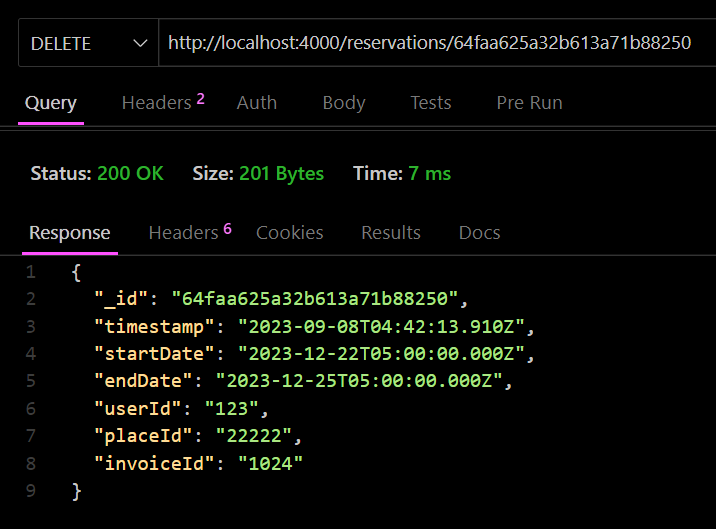 DELETE http://localhost:4000/reservations/64faa625a32b613a71b88250
Query Headers 2 Auth Body Tests Pre Run
Status: 200 OK Size: 201 Bytes Time: 7 ms
Response Headers 6 Cookies Results Docs
1 {
2 "_id": "64faa625a32b613a71b88250",
3 "timestamp": "2023-09-08T04:42:13.910Z",
4 "startDate": "2023-12-22T05:00:00.000Z",
5 "endDate": "2023-12-25T05:00:00.000Z",
6 "userId": "123",
7 "placeId": "22222",
8 "invoiceId": "1024"
9 }